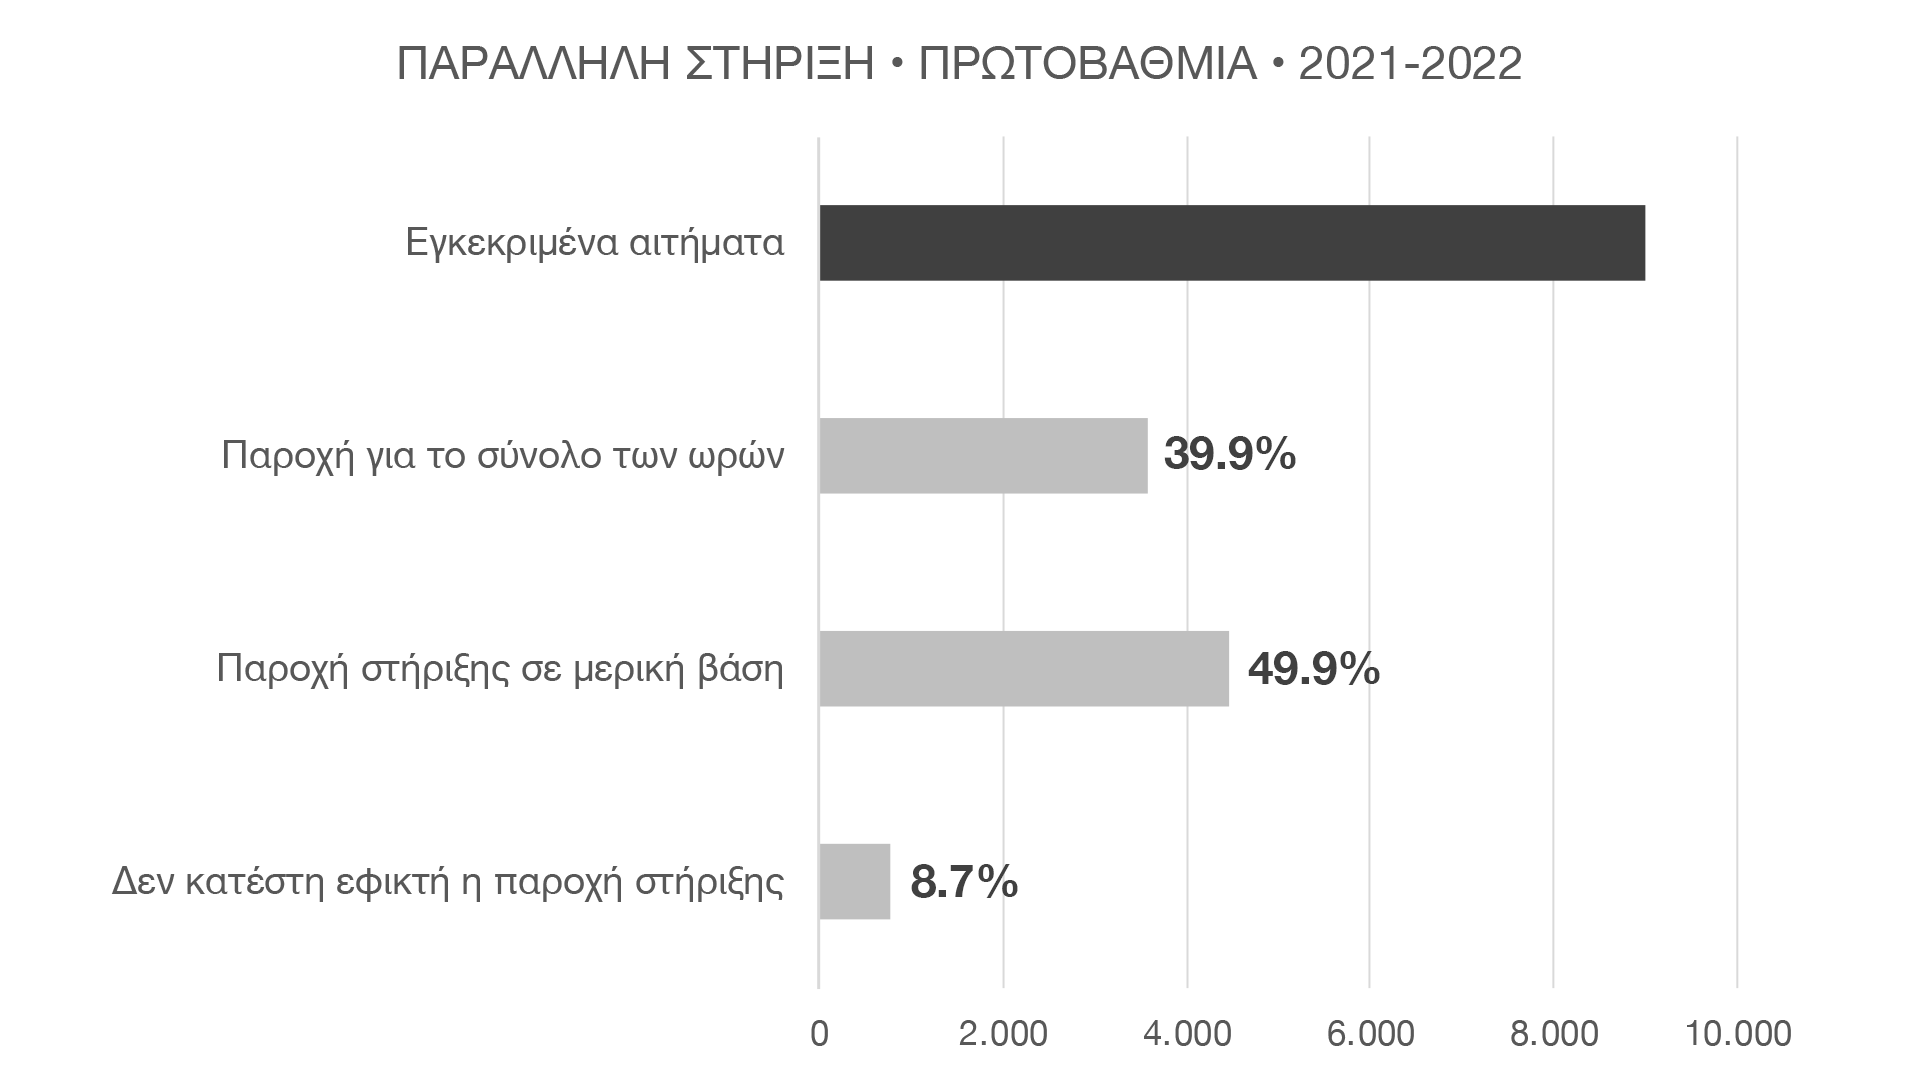 ΠΑΡΑΛΛΗΛΗ ΣΤΗΡΙΞΗ • ΠΡΩΤΟΒΑΘΜΙΑ • 2021-2022
Εγκεκριμένα αιτήματα
Παροχή για το σύνολο των ωρών
39.9%
Παροχή στήριξης σε μερική βάση
49.9%
Δεν κατέστη εφικτή η παροχή στήριξης
8.7%
0 2.000 4.000 6.000 8.000 10.000